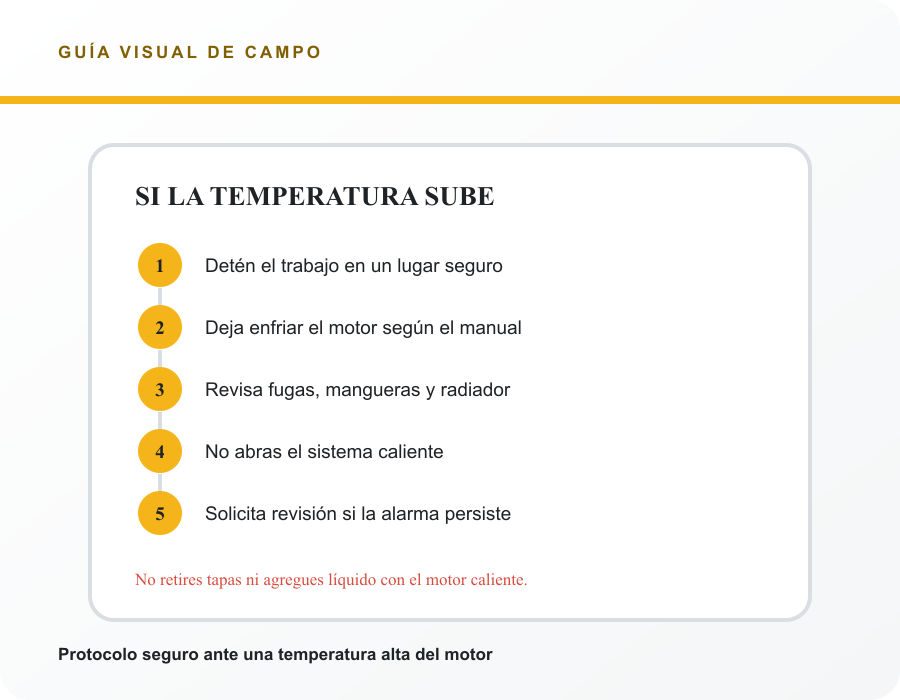 GUÍA VISUAL DE CAMPO
SI LA TEMPERATURA SUBE
1 Detén el trabajo en un lugar seguro
2 Deja enfriar el motor según el manual
3 Revisa fugas, mangueras y radiador
4 No abras el sistema caliente
5 Solicita revisión si la alarma persiste
No retires tapas ni agregues líquido con el motor caliente.
Protocolo seguro ante una temperatura alta del motor